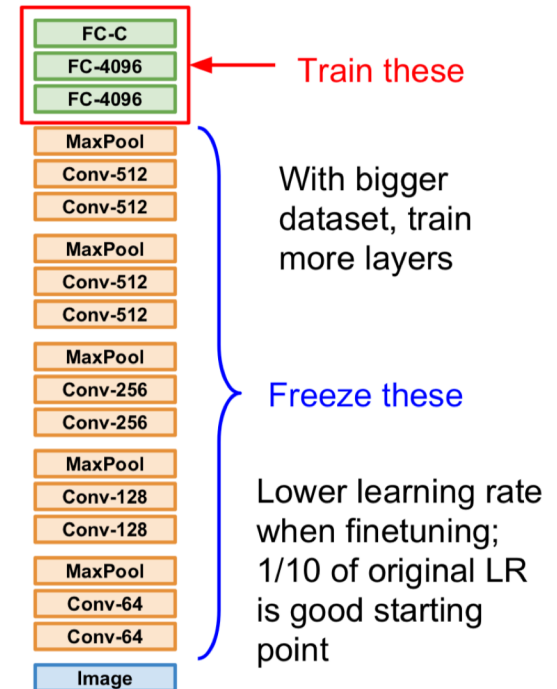 FC-C
FC-4096
FC-4096
Train these
MaxPool
Conv-512
Conv-512
With bigger
dataset, train
more layers
MaxPool
Conv-512
Conv-512
MaxPool
Conv-256
Conv-256
Freeze these
MaxPool
Conv-128
Conv-128
MaxPool
Conv-64
Conv-64
Lower learning rate
when finetuning;
1/10 of original LR
is good starting
point
Image